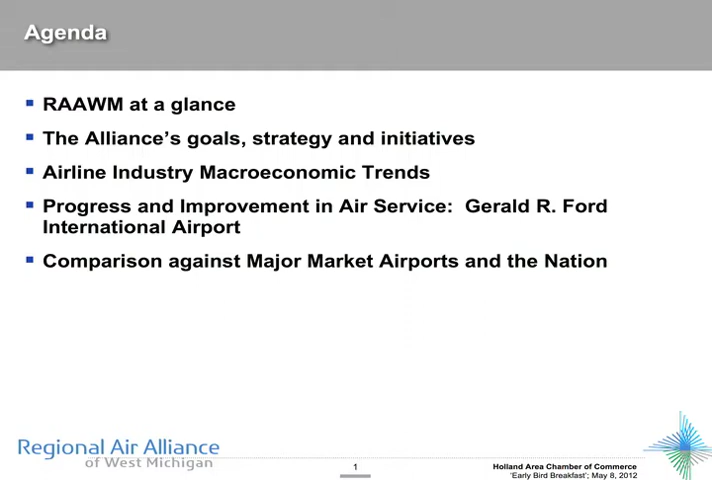 Agenda
RAAWM at a glance
The Alliance's goals, strategy and initiatives
Airline Industry Macroeconomic Trends
Progress and Improvement in Air Service:  Gerald R. Ford
International Airport
Comparison against Major Market Airports and the Nation
Regional Air Alliance
of West Michigan
1
Holland Area Chamber of Commerce
'Early Bird Breakfast'; May 8, 2012